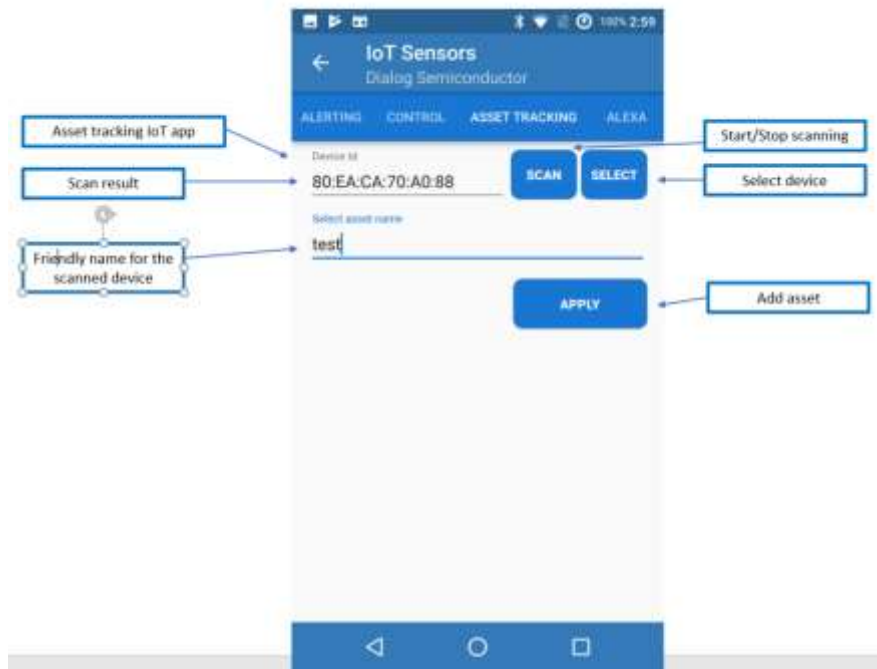 100% 2:59
IoT Sensors
Dialog Semiconductor
ALERTING CONTROL ASSET TRACKING ALEXA
Asset tracking IoT app
Start/Stop scanning
Device Id
Scan result
80:EA:CA:70:A0:88
SCAN
SELECT
Select device
Select asset name
test
Friendly name for the
scanned device
APPLY
Add asset